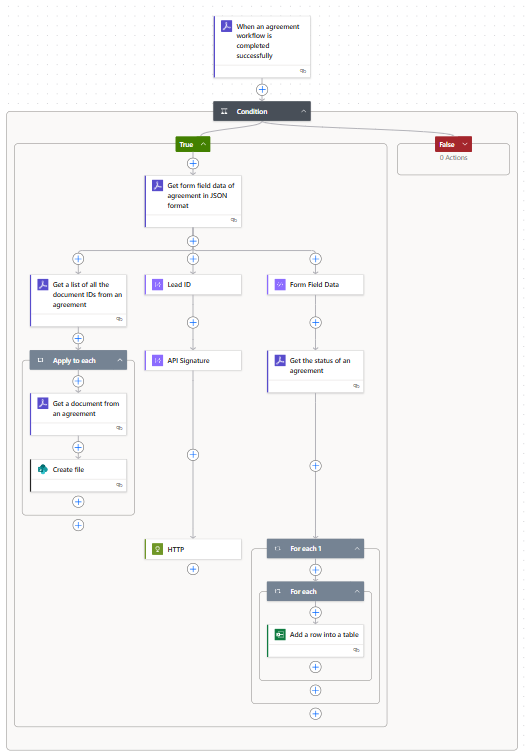 When an agreement
workflow is
completed
successfully
Condition
True
False
0 Actions
Get form field data of
agreement in JSON
format
Get a list of all the
document IDs from an
agreement
Lead ID
Form Field Data
Apply to each
API Signature
Get the status of an
agreement
Get a document from
an agreement
Create file
HTTP
For each 1
For each
Add a row into a table